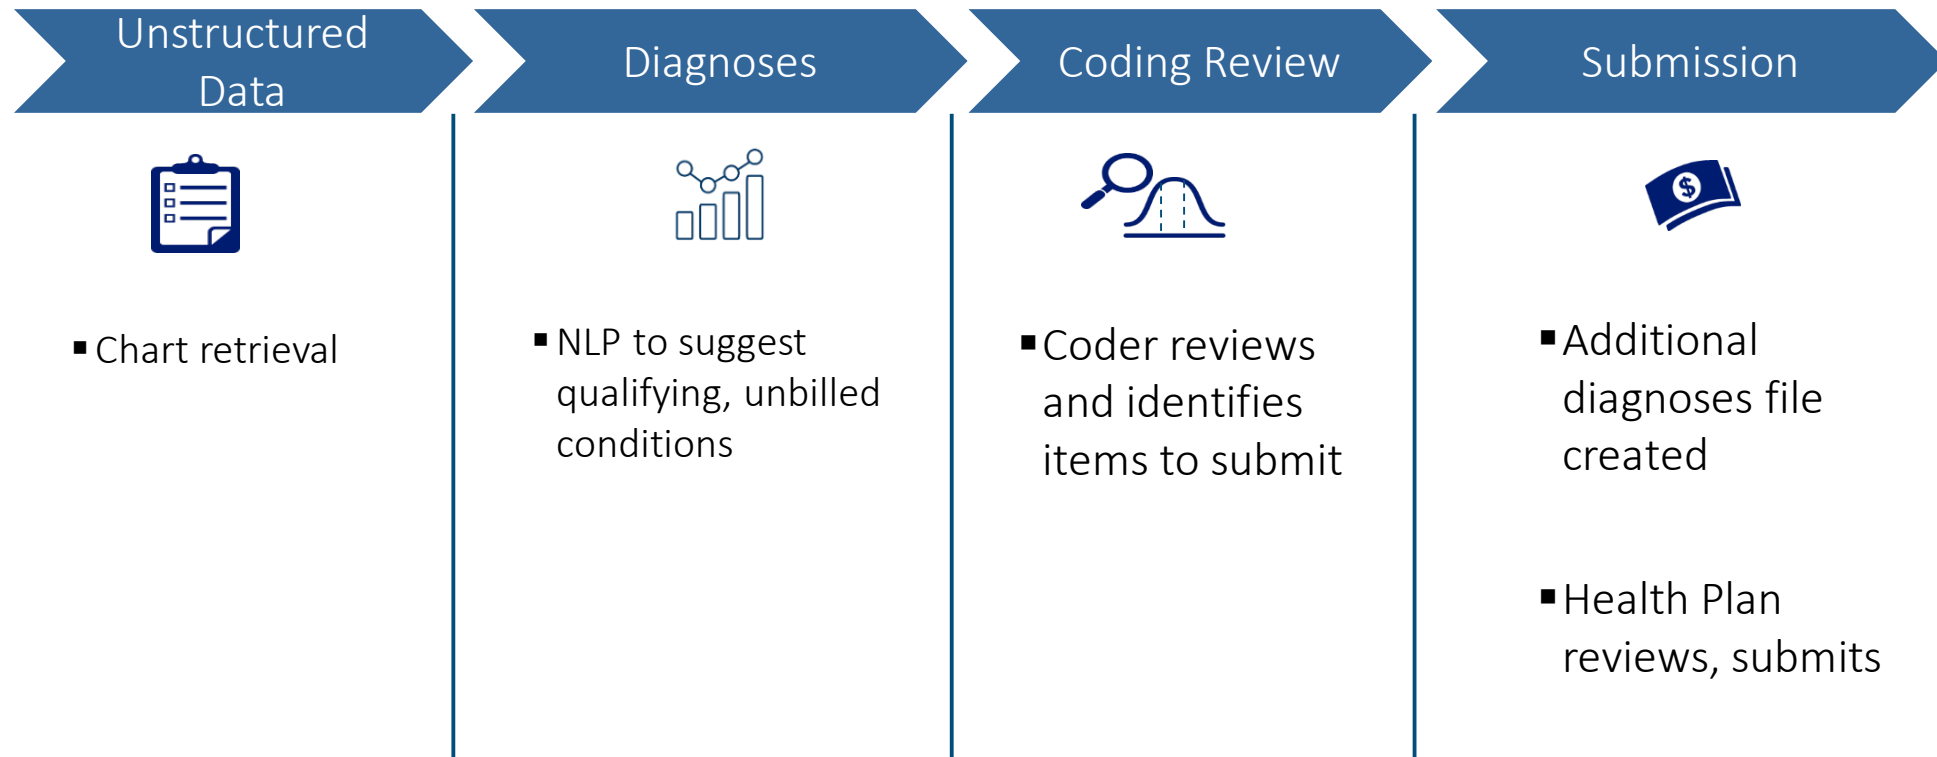 Unstructured
Data
Diagnoses
Coding Review
Submission
$
▪ Chart retrieval
▪ NLP to suggest
qualifying, unbilled
conditions
▪ Coder reviews
and identifies
items to submit
▪ Additional
diagnoses file
created
▪ Health Plan
reviews, submits